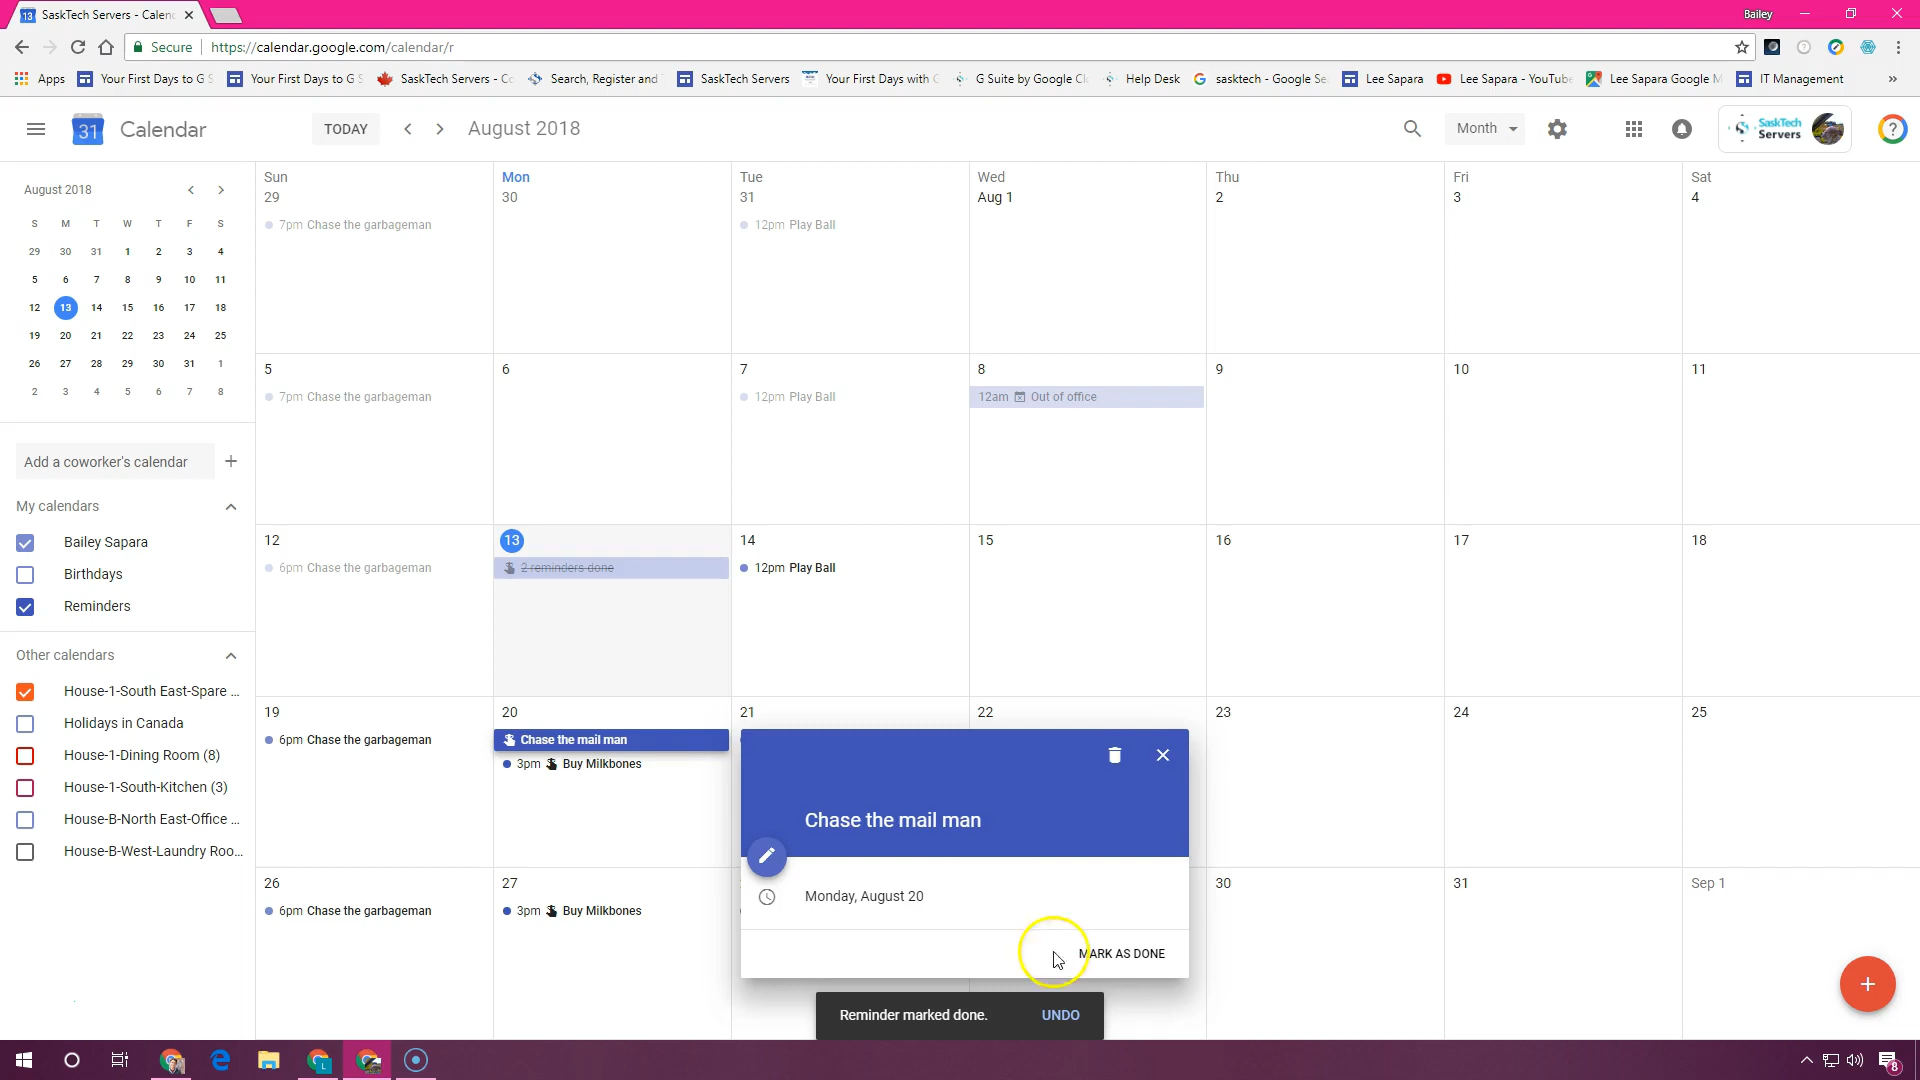 SaskTech Servers - Calend
Bailey
Secure
https://calendar.google.com/calendar/r
Apps
Your First Days to G S
Your First Days to G S
SaskTech Servers - Co
Search, Register and
SaskTech Servers
Your First Days with G
G Suite by Google Cl
Help Desk
sasktech - Google Se
Lee Sapara
Lee Sapara - YouTube
Lee Sapara Google M
IT Management
»
31
Calendar
TODAY
August 2018
Month
SaskTech
Servers
?
August 2018
S M T W T F S
29 30 31 1 2 3 4
5 6 7 8 9 10 11
12 13 14 15 16 17 18
19 20 21 22 23 24 25
26 27 28 29 30 31 1
2 3 4 5 6 7 8
Add a coworker's calendar
My calendars
Bailey Sapara
Birthdays
Reminders
Other calendars
House-1-South East-Spare ...
Holidays in Canada
House-1-Dining Room (8)
House-1-South-Kitchen (3)
House-B-North East-Office ...
House-B-West-Laundry Roo...
Sun Mon Tue Wed Thu Fri Sat
29 30 31 Aug 1 2 3 4
7pm Chase the garbageman
12pm Play Ball
5 6 7 8 9 10 11
7pm Chase the garbageman
12pm Play Ball
12am Out of office
12 13 14 15 16 17 18
6pm Chase the garbageman
2 reminders done
12pm Play Ball
19 20 21 22 23 24 25
6pm Chase the garbageman
Chase the mail man
3pm Buy Milkbones
Chase the mail man
Monday, August 20
MARK AS DONE
26 27 30 31 Sep 1
6pm Chase the garbageman
3pm Buy Milkbones
Reminder marked done.
UNDO
8